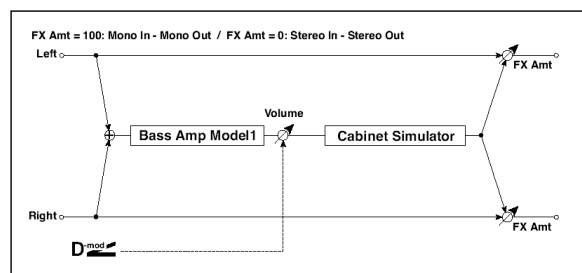 FX Amt = 100: Mono In - Mono Out / FX Amt = 0: Stereo In - Stereo Out
Left
FX Amt
Volume
Bass Amp Model1
Cabinet Simulator
Right
FX Amt
D-mod